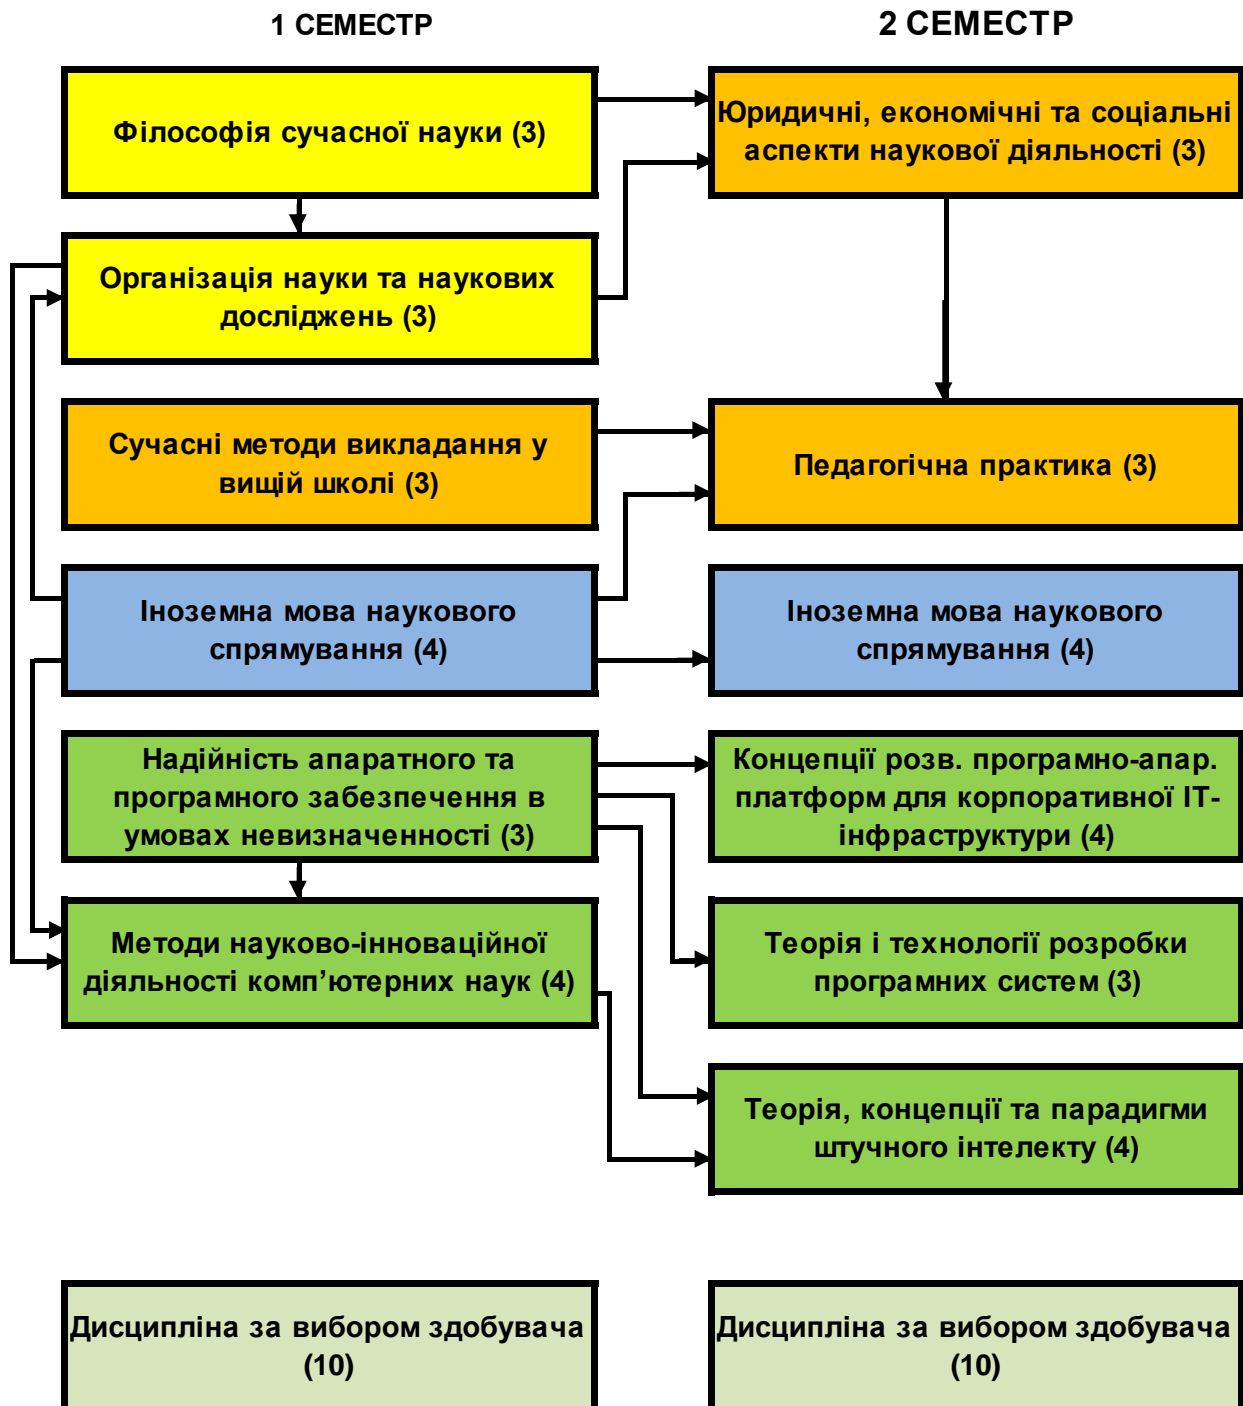 1 СЕМЕСТР
2 СЕМЕСТР
Філософія сучасної науки (3)
Юридичні, економічні та соціальні
аспекти наукової діяльності (3)
Організація науки та наукових
досліджень (3)
Сучасні методи викладання у
вищій школі (3)
Педагогічна практика (3)
Іноземна мова наукового
спрямування (4)
Іноземна мова наукового
спрямування (4)
Надійність апаратного та
програмного забезпечення в
умовах невизначенності (3)
Концепції розв. програмно-апар.
платформ для корпоративної ІТ-
інфраструктури (4)
Методи науково-інноваційної
діяльності комп’ютерних наук (4)
Теорія і технології розробки
програмних систем (3)
Теорія, концепції та парадигми
штучного інтелекту (4)
Дисципліна за вибором здобувача
(10)
Дисципліна за вибором здобувача
(10)